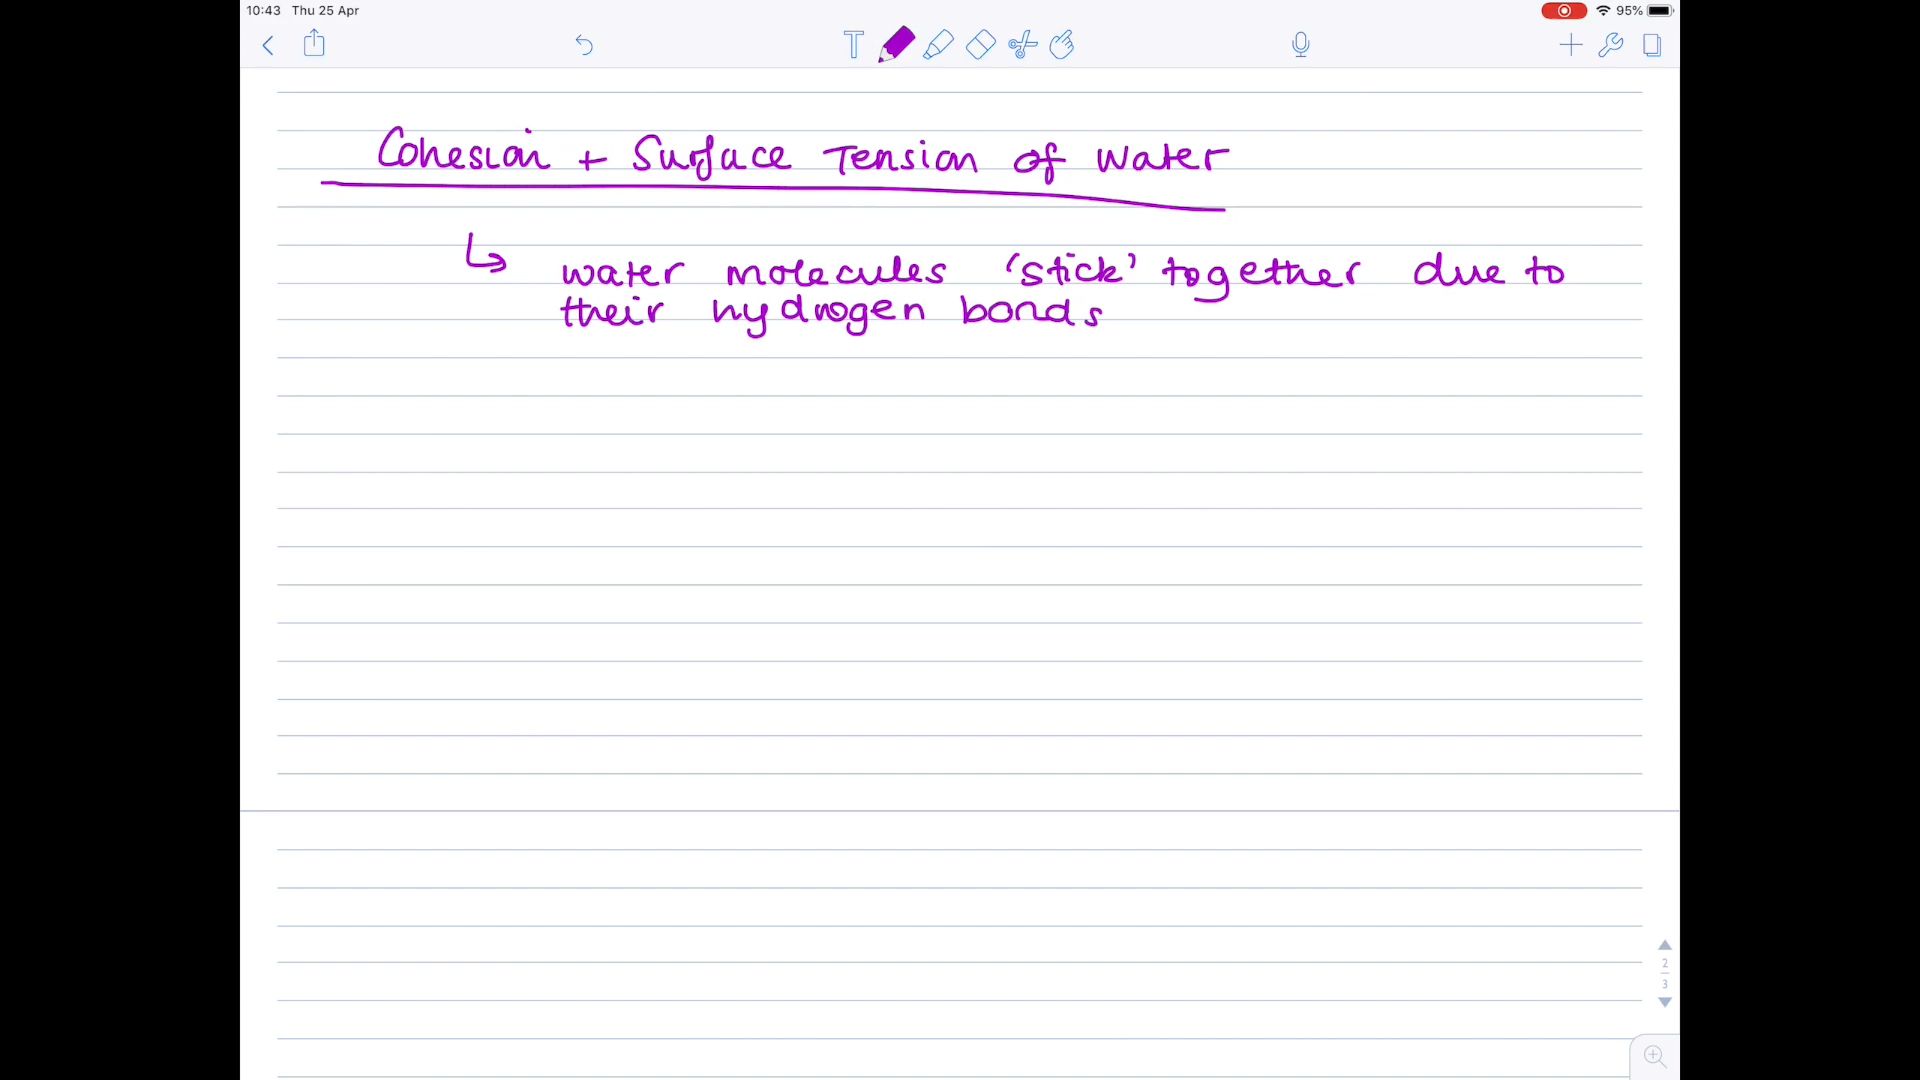 10:43 Thu 25 Apr
95%
T
Cohesion + Surface Tension of water
water molecules 'stick' together due to
their hydrogen bonds
2
3